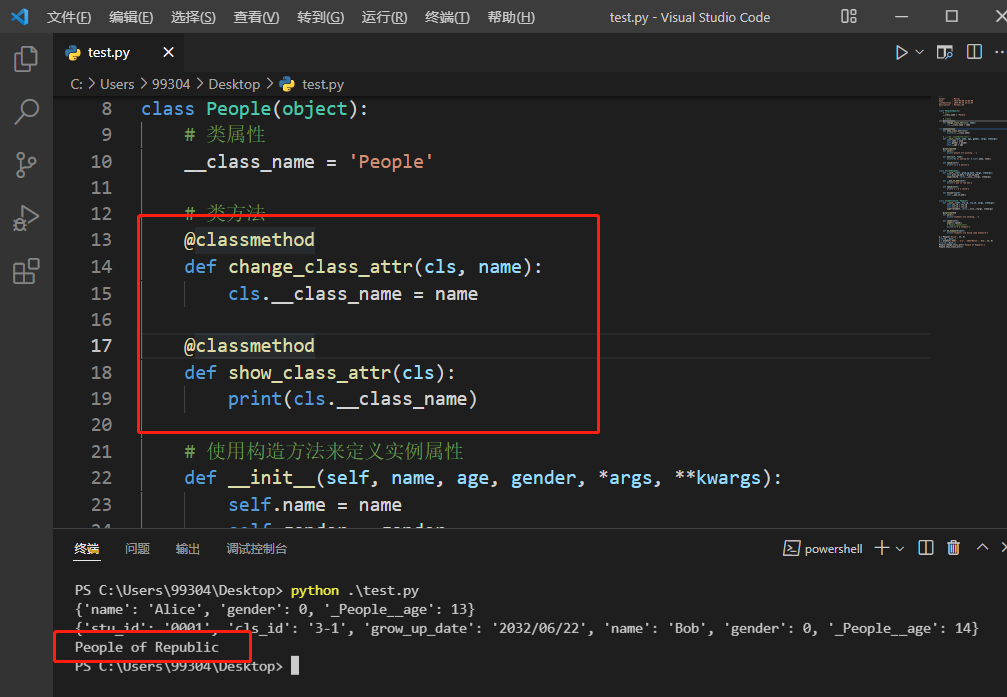 文件(F) 编辑(E) 选择(S) 查看(V) 转到(G) 运行(R) 终端(T) 帮助(H) test.py - Visual Studio Code
test.py
C: > Users > 99304 > Desktop > test.py
8 class People(object):
9 # 类属性
10 __class_name = 'People'
11
12 # 类方法
13 @classmethod
14 def change_class_attr(cls, name):
15 cls.__class_name = name
16
17 @classmethod
18 def show_class_attr(cls):
19 print(cls.__class_name)
20
21 # 使用构造方法来定义实例属性
22 def __init__(self, name, age, gender, *args, **kwargs):
23 self.name = name
24 self.gender = gender
终端 问题 输出 调试控制台 powershell
PS C:\Users\99304\Desktop> python .\test.py
{'name': 'Alice', 'gender': 0, '_People__age': 13}
{'stu_id': '0001', 'cls_id': '3-1', 'grow_up_date': '2032/06/22', 'name': 'Bob', 'gender': 0, '_People__age': 14}
People of Republic
PS C:\Users\99304\Desktop>